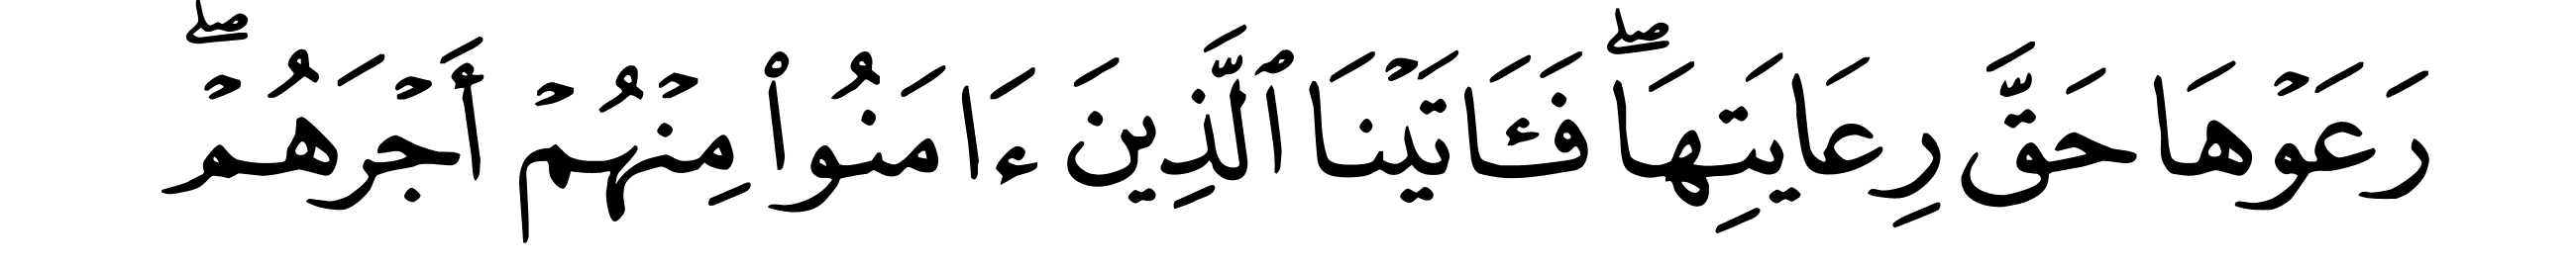 رَعَوۡهَا حَقَّ رِعَايَتِهَاۖ فَـَٔاتَيۡنَا ٱلَّذِينَ ءَامَنُواْ مِنۡهُمۡ أَجۡرَهُمۡۖ